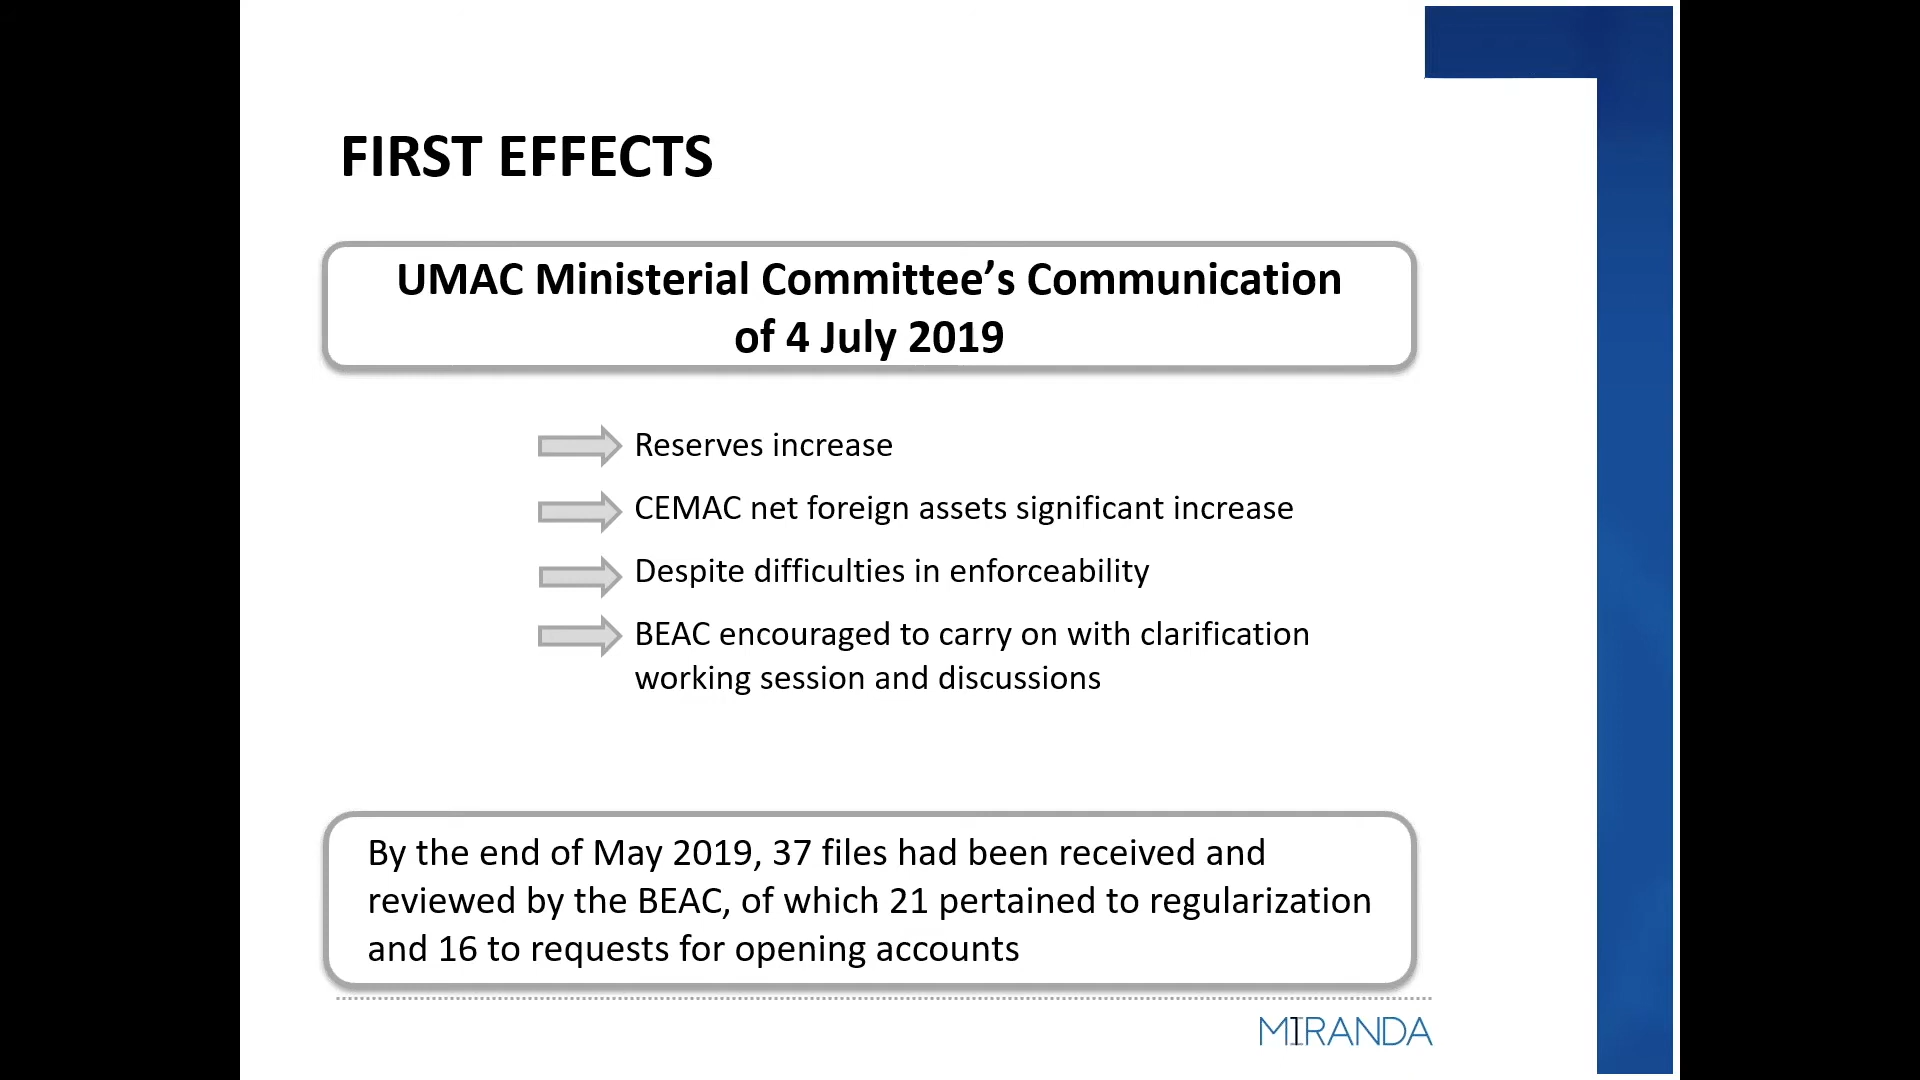 FIRST EFFECTS
UMAC Ministerial Committee’s Communication
of 4 July 2019
Reserves increase
CEMAC net foreign assets significant increase
Despite difficulties in enforceability
BEAC encouraged to carry on with clarification
working session and discussions
By the end of May 2019, 37 files had been received and
reviewed by the BEAC, of which 21 pertained to regularization
and 16 to requests for opening accounts
MIRANDA